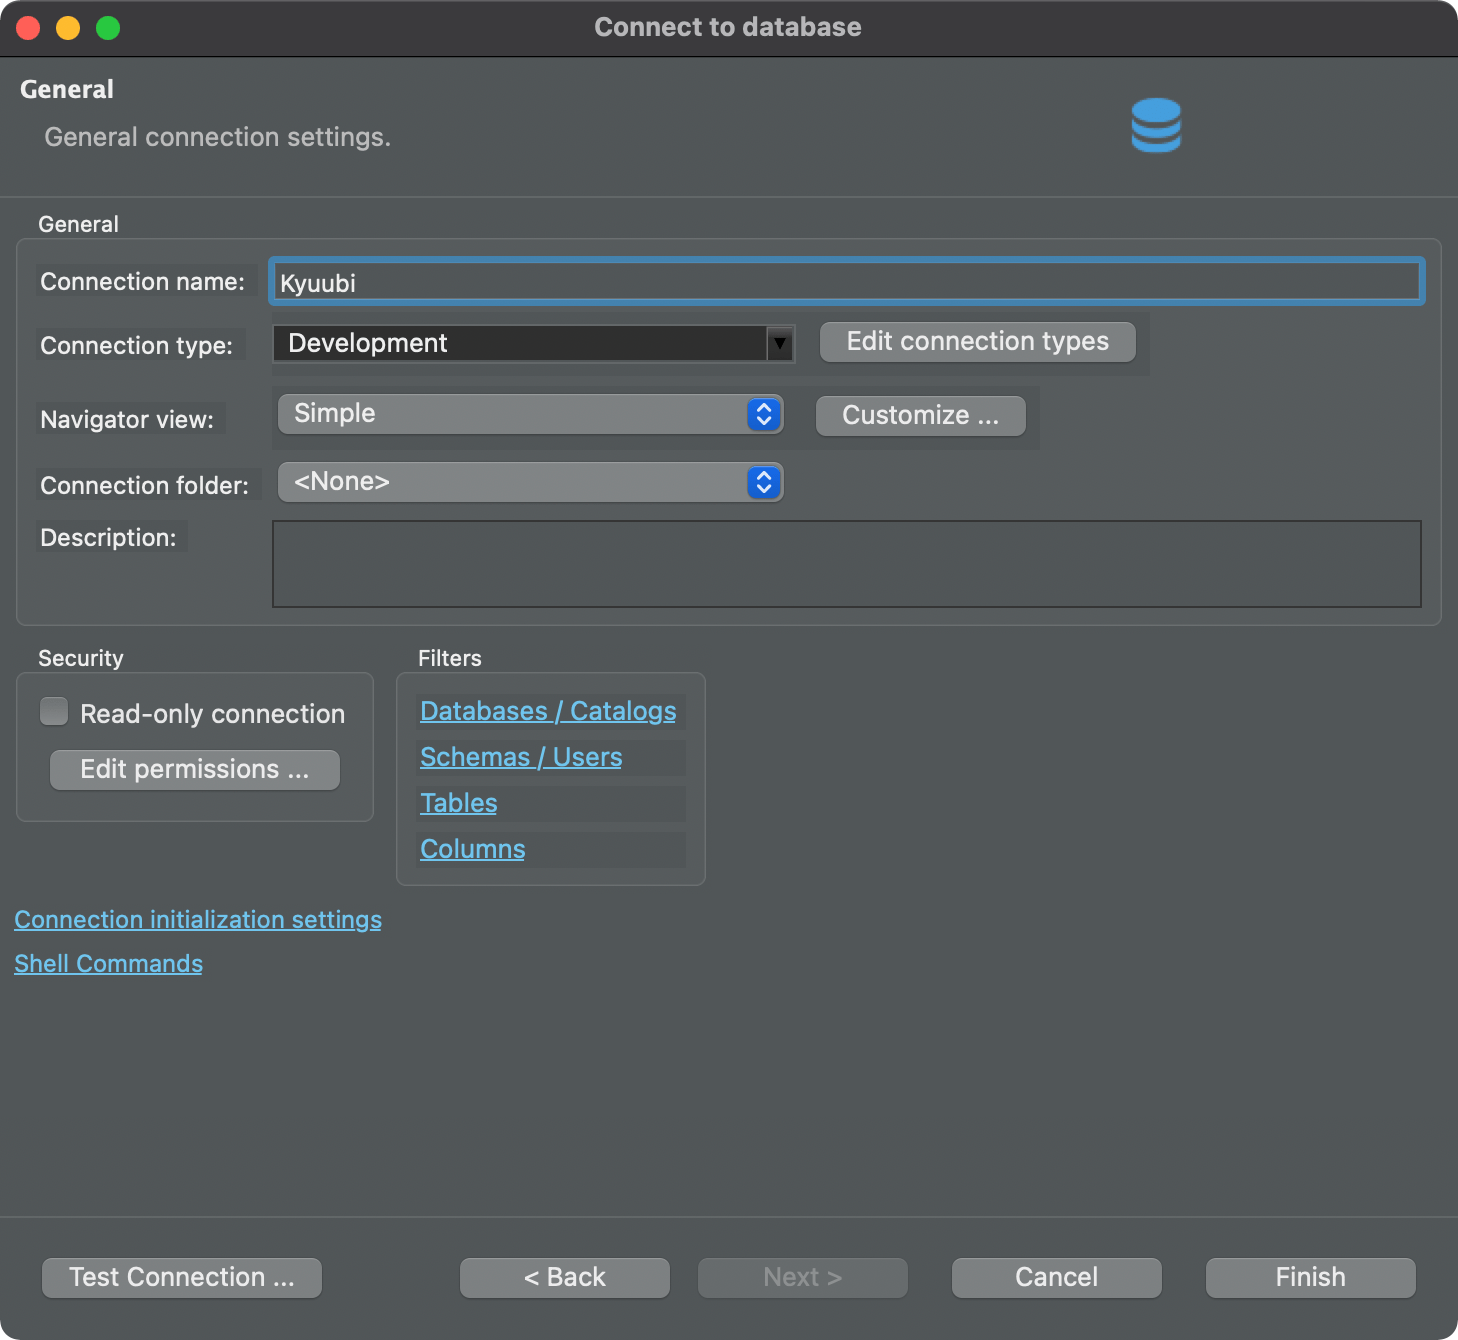 Connect to database
General
General connection settings.
General
Connection name: Kyuubi
Connection type: Development Edit connection types
Navigator view: Simple Customize ...
Connection folder: <None>
Description:
Security
Read-only connection
Edit permissions ...
Filters
Databases / Catalogs
Schemas / Users
Tables
Columns
Connection initialization settings
Shell Commands
Test Connection ... < Back Next > Cancel Finish